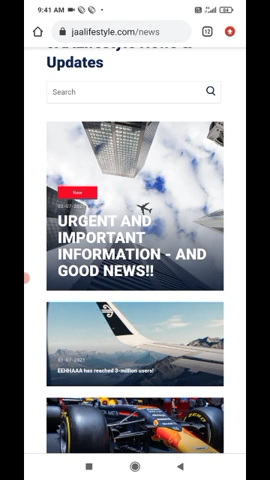 9:41 AM
jaalifestyle.com/news
12
Updates
Search
New
URGENT AND
IMPORTANT
INFORMATION - AND
GOOD NEWS!!
01-07-2021
EEHHAAA has reached 3-million users!